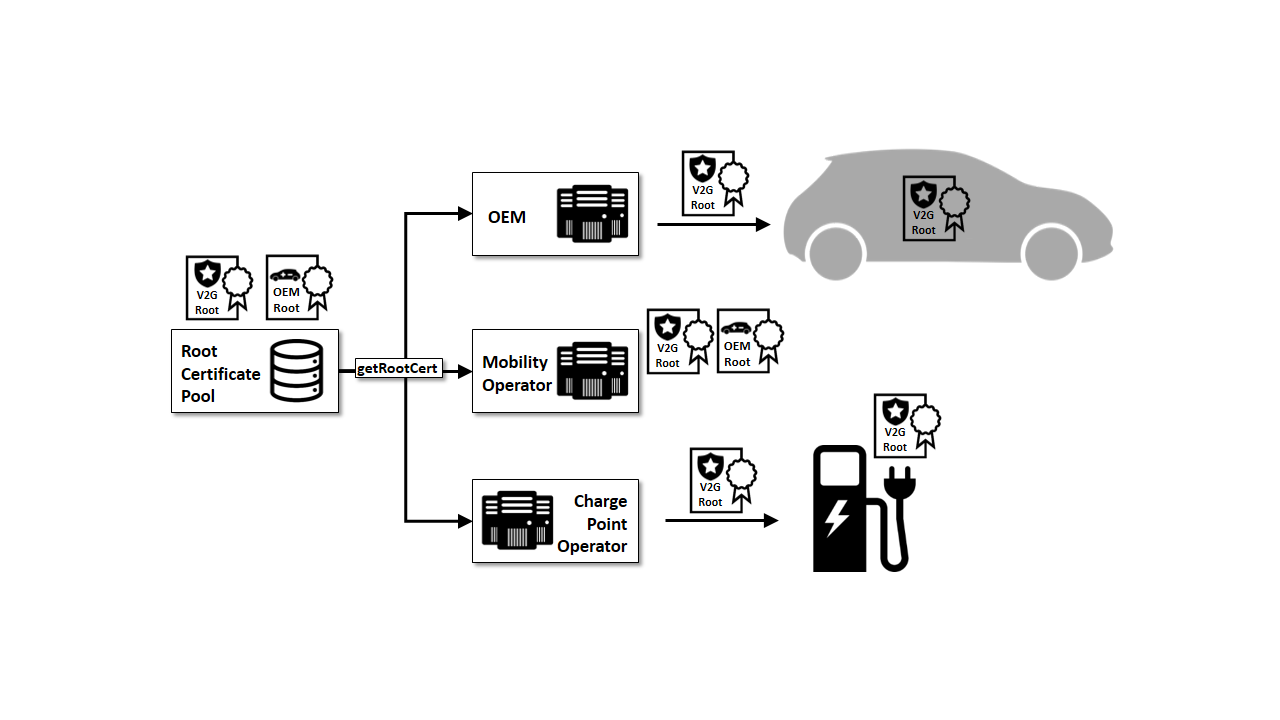 V2G
Root
OEM
Root
Root
Certificate
Pool
getRootCert
OEM
V2G
Root
V2G
Root
Mobility
Operator
V2G
Root
OEM
Root
Charge
Point
Operator
V2G
Root
V2G
Root